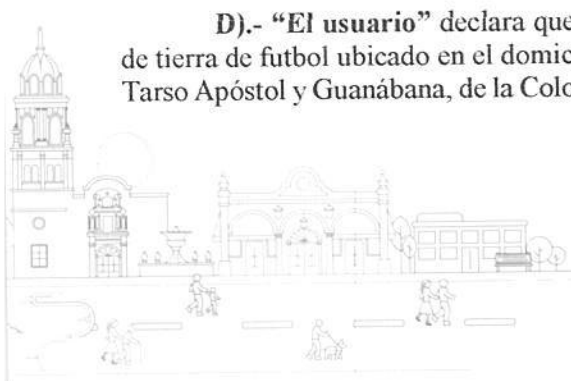 D).- “El usuario” declara que
de tierra de futbol ubicado en el domic
Tarso Apóstol y Guanábana, de la Colo